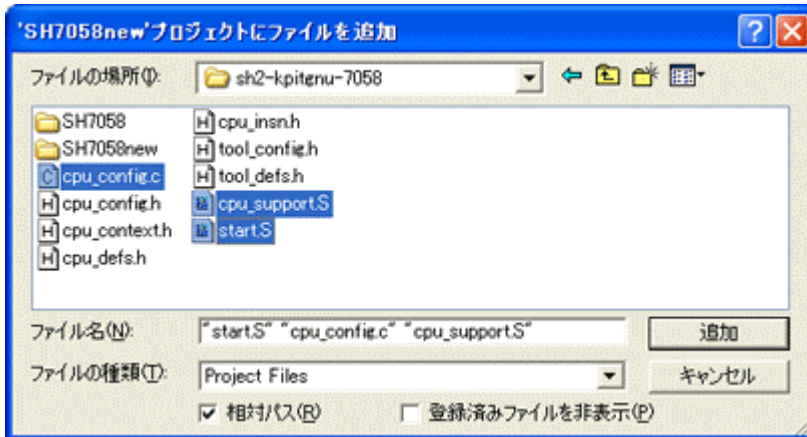 'SH7058new'プロジェクトにファイルを追加
ファイルの場所(I): sh2-kpitgnu-7058
SH7058 cpu_insn.h
SH7058new tool_config.h
cpu_config.c tool_defs.h
cpu_config.h cpu_support.S
cpu_context.h start.S
cpu_defs.h
ファイル名(N): "start.S" "cpu_config.c" "cpu_support.S" 追加
ファイルの種類(T): Project Files キャンセル
相対パス(R) 登録済みファイルを非表示(P)